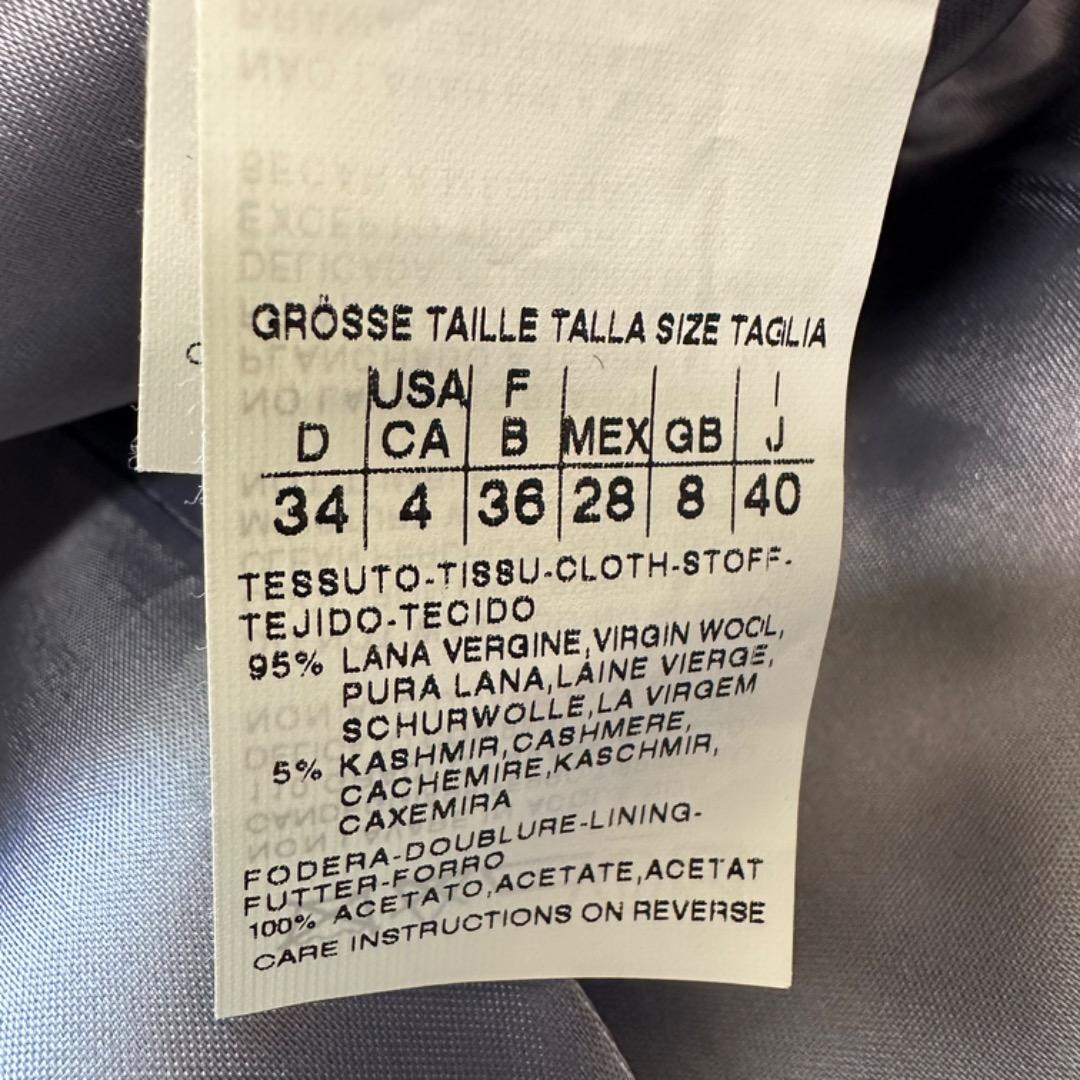 GRÖSSE TAILLE TALLA SIZE TAGLIA
USA F I
D CA B MEX GB J
34 4 36 28 8 40
TESSUTO-TISSU-CLOTH-STOFF-
TEJIDO-TECIDO
95% LANA VERGINE,VIRGIN WOOL,
PURA LANA,LAINE VIERGE,
SCHURWOLLE,LA VIRGEM
5% KASHMIR,CASHMERE,
CACHEMIRE,KASCHMIR,
CAXEMIRA
FODERA-DOUBLURE-LINING-
FUTTER-FORRO
100% ACETATO,ACETATE,ACETAT
CARE INSTRUCTIONS ON REVERSE